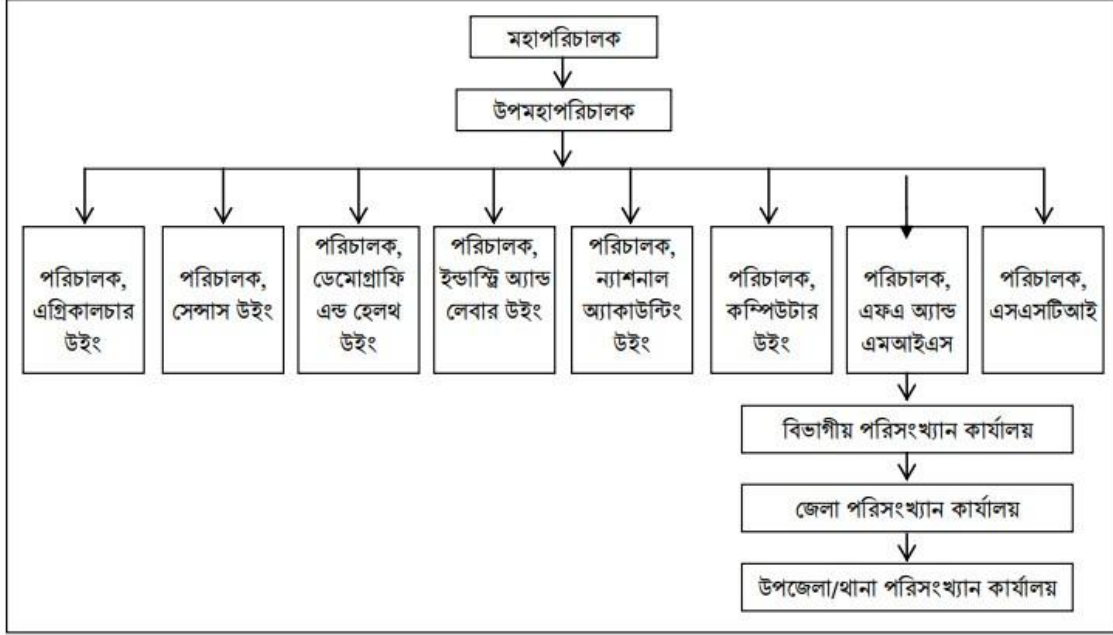 মহাপরিচালক
উপমহাপরিচালক
পরিচালক,
এগ্রিকালচার
উইং
পরিচালক,
সেন্সাস উইং
পরিচালক,
ডেমোগ্রাফি
এন্ড হেলথ
উইং
পরিচালক,
ইন্ডাস্ট্রি অ্যান্ড
লেবার উইং
পরিচালক,
ন্যাশনাল
অ্যাকাউন্টিং
উইং
পরিচালক,
কম্পিউটার
উইং
পরিচালক,
এফএ অ্যান্ড
এমআইএস
পরিচালক,
এসএসটিআই
বিভাগীয় পরিসংখ্যান কার্যালয়
জেলা পরিসংখ্যান কার্যালয়
উপজেলা/থানা পরিসংখ্যান কার্যালয়